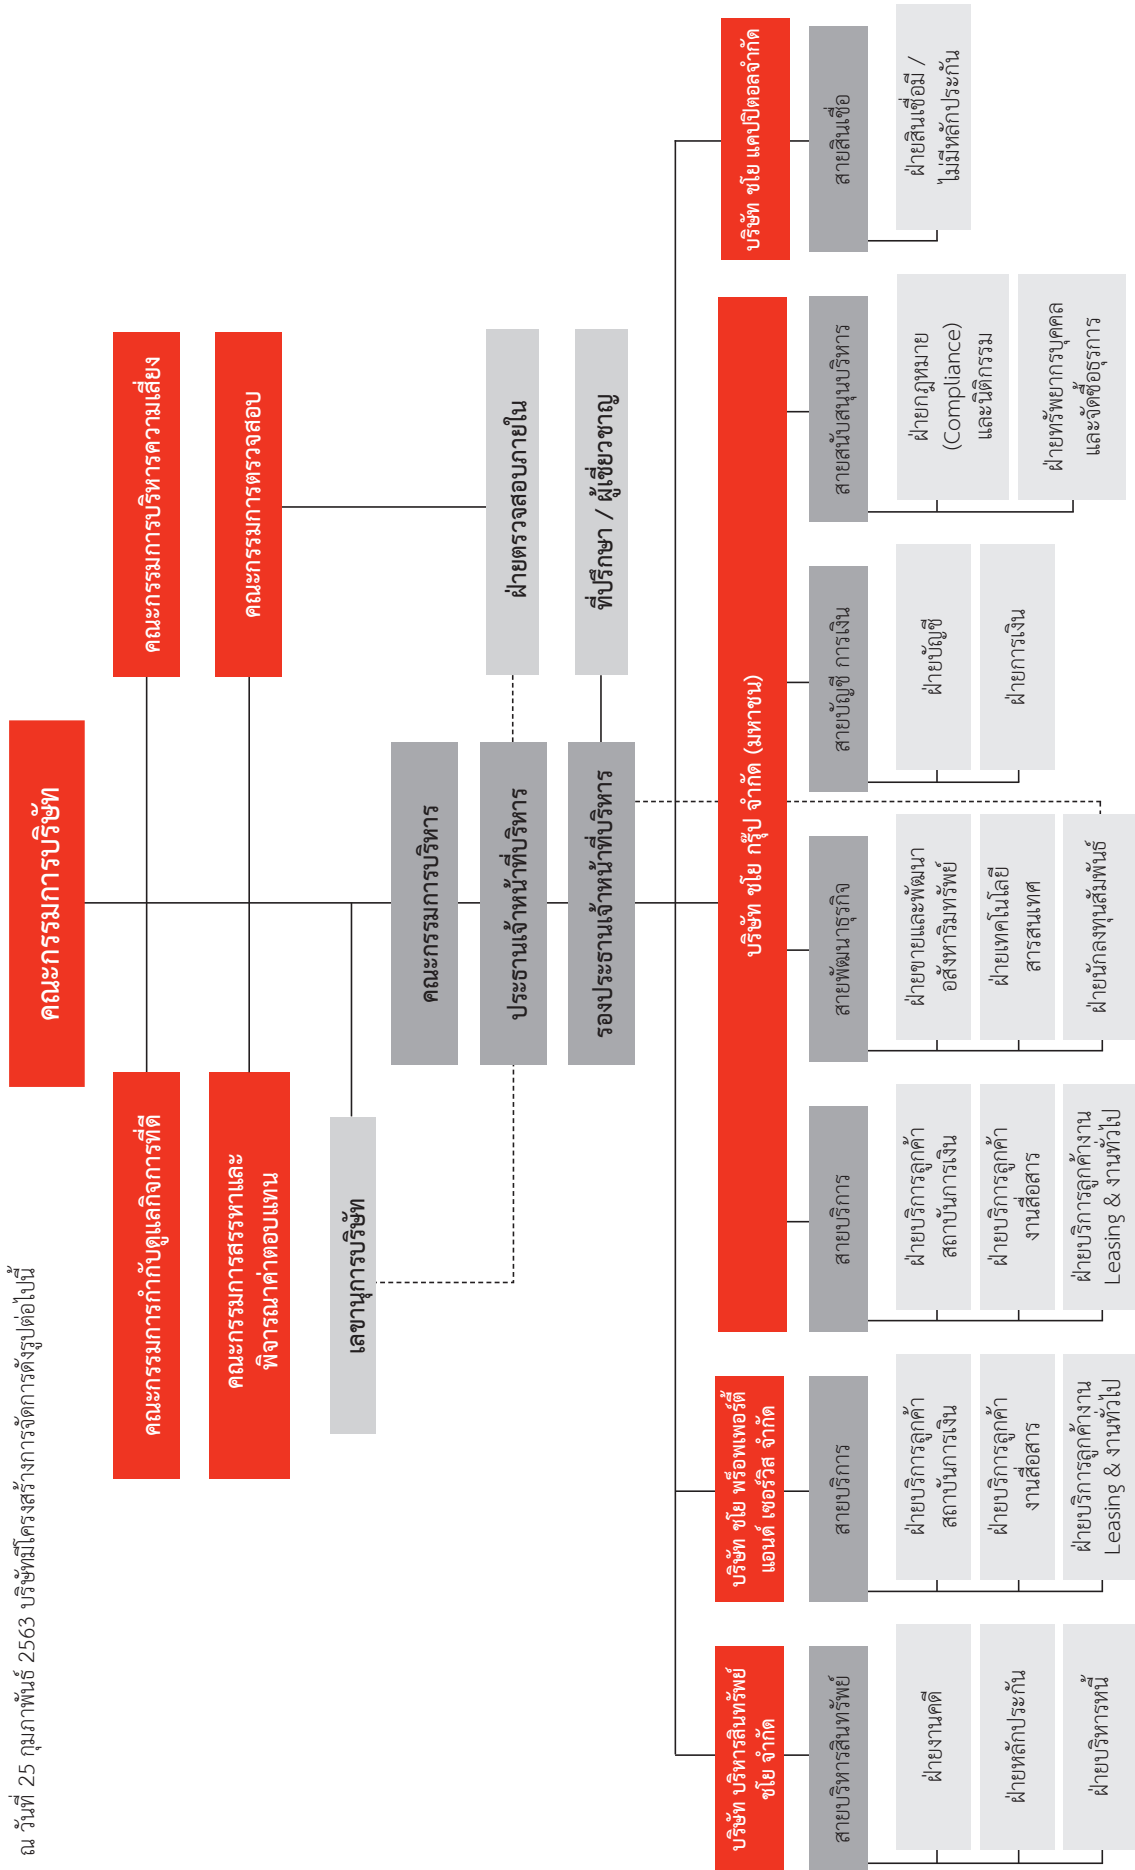 ณ วันที่ 25 กุมภาพันธ์ 2563 บริษัทมีโครงสร้างการจัดการดังรูปต่อไปนี้
คณะกรรมการบริษัท
คณะกรรมการกำกับดูแลกิจการที่ดี
คณะกรรมการบริหารความเสี่ยง
คณะกรรมการสรรหาและ
พิจารณาค่าตอบแทน
คณะกรรมการตรวจสอบ
เลขานุการบริษัท
คณะกรรมการบริหาร
ประธานเจ้าหน้าที่บริหาร
ฝ่ายตรวจสอบภายใน
รองประธานเจ้าหน้าที่บริหาร
ที่ปรึกษา / ผู้เชี่ยวชาญ
บริษัท บริหารสินทรัพย์
ชโย จำกัด
สายบริหารสินทรัพย์
ฝ่ายงานคดี
ฝ่ายหลักประกัน
ฝ่ายบริหารหนี้
บริษัท ชโย พร็อพเพอร์ตี้
แอนด์ เซอร์วิส จำกัด
สายบริการ
ฝ่ายบริการลูกค้า
สถาบันการเงิน
ฝ่ายบริการลูกค้า
งานสื่อสาร
ฝ่ายบริการลูกค้างาน
Leasing & งานทั่วไป
บริษัท ชโย กรุ๊ป จำกัด (มหาชน)
สายบริการ
ฝ่ายบริการลูกค้า
สถาบันการเงิน
ฝ่ายบริการลูกค้า
งานสื่อสาร
ฝ่ายบริการลูกค้างาน
Leasing & งานทั่วไป
สายพัฒนาธุรกิจ
ฝ่ายขายและพัฒนา
อสังหาริมทรัพย์
ฝ่ายเทคโนโลยี
สารสนเทศ
ฝ่ายนักลงทุนสัมพันธ์
สายบัญชี การเงิน
ฝ่ายบัญชี
ฝ่ายการเงิน
สายสนับสนุนบริหาร
ฝ่ายกฎหมาย
(Compliance)
และนิติกรรม
ฝ่ายทรัพยากรบุคคล
และจัดซื้อธุรการ
บริษัท ชโย แคปปิตอลจำกัด
สายสินเชื่อ
ฝ่ายสินเชื่อมี /
ไม่มีหลักประกัน